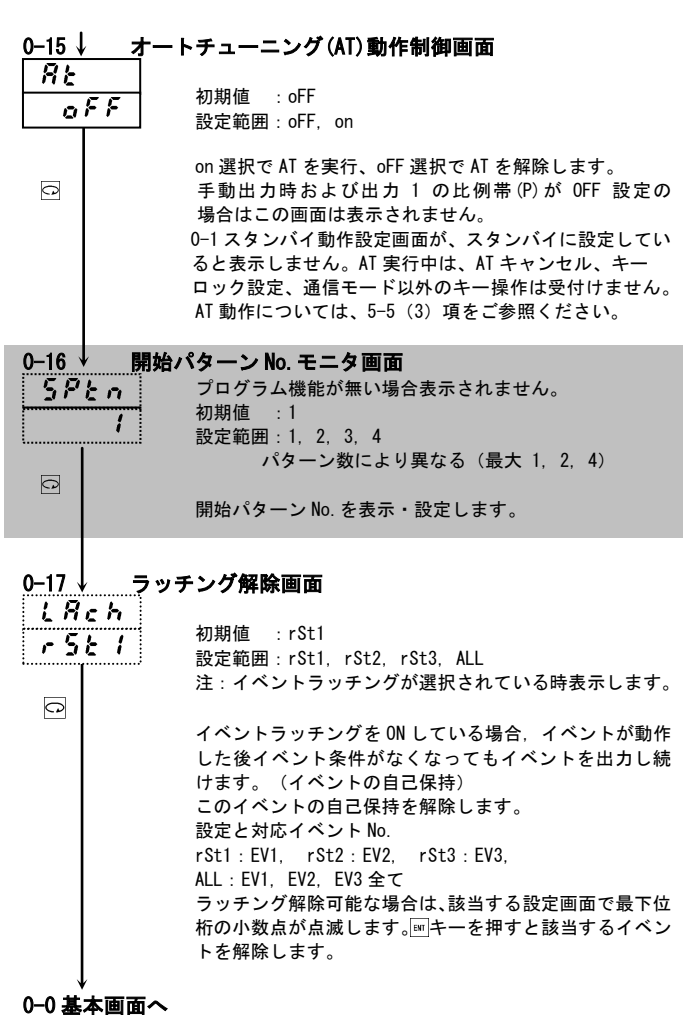 0-15↓ オートチューニング(AT)動作制御画面
At
oFF
初期値　:oFF
設定範囲:oFF, on
on 選択で AT を実行、oFF 選択で AT を解除します。
手動出力時および出力 1 の比例帯(P)が OFF 設定の
場合はこの画面は表示されません。
0-1 スタンバイ動作設定画面が、スタンバイに設定してい
ると表示しません。AT 実行中は、AT キャンセル、キー
ロック設定、通信モード以外のキー操作は受付けません。
AT 動作については、5-5（3）項をご参照ください。
0-16 開始パターン No.モニタ画面
SPtn
1
プログラム機能が無い場合表示されません。
初期値　:1
設定範囲:1, 2, 3, 4
パターン数により異なる（最大 1, 2, 4）
開始パターン No.を表示・設定します。
0-17 ラッチング解除画面
LAch
rSt1
初期値　:rSt1
設定範囲:rSt1, rSt2, rSt3, ALL
注:イベントラッチングが選択されている時表示します。
イベントラッチングを ON している場合, イベントが動作
した後イベント条件がなくなってもイベントを出力し続
けます。（イベントの自己保持）
このイベントの自己保持を解除します。
設定と対応イベント No.
rSt1:EV1,　rSt2:EV2,　rSt3:EV3,
ALL:EV1, EV2, EV3 全て
ラッチング解除可能な場合は、該当する設定画面で最下位
桁の小数点が点滅します。ENTキーを押すと該当するイベン
トを解除します。
0-0 基本画面へ